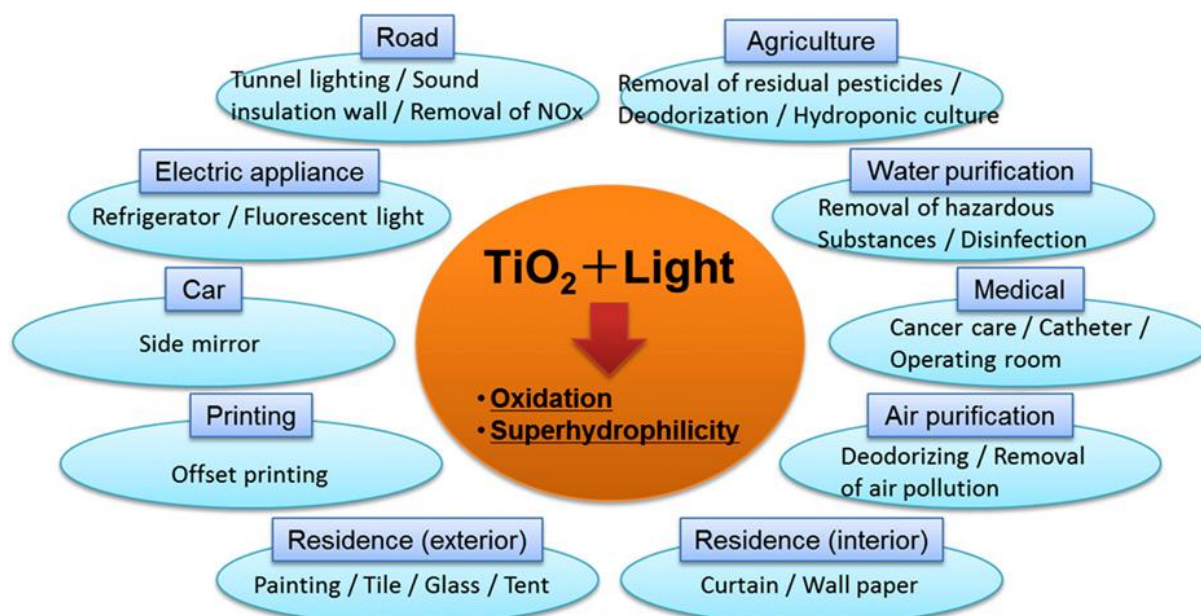 Road
Tunnel lighting / Sound
insulation wall / Removal of NOx
Agriculture
Removal of residual pesticides /
Deodorization / Hydroponic culture
Electric appliance
Refrigerator / Fluorescent light
Water purification
Removal of hazardous
Substances / Disinfection
Car
Side mirror
TiO₂＋Light
• Oxidation
• Superhydrophilicity
Medical
Cancer care / Catheter /
Operating room
Printing
Offset printing
Air purification
Deodorizing / Removal
of air pollution
Residence (exterior)
Painting / Tile / Glass / Tent
Residence (interior)
Curtain / Wall paper